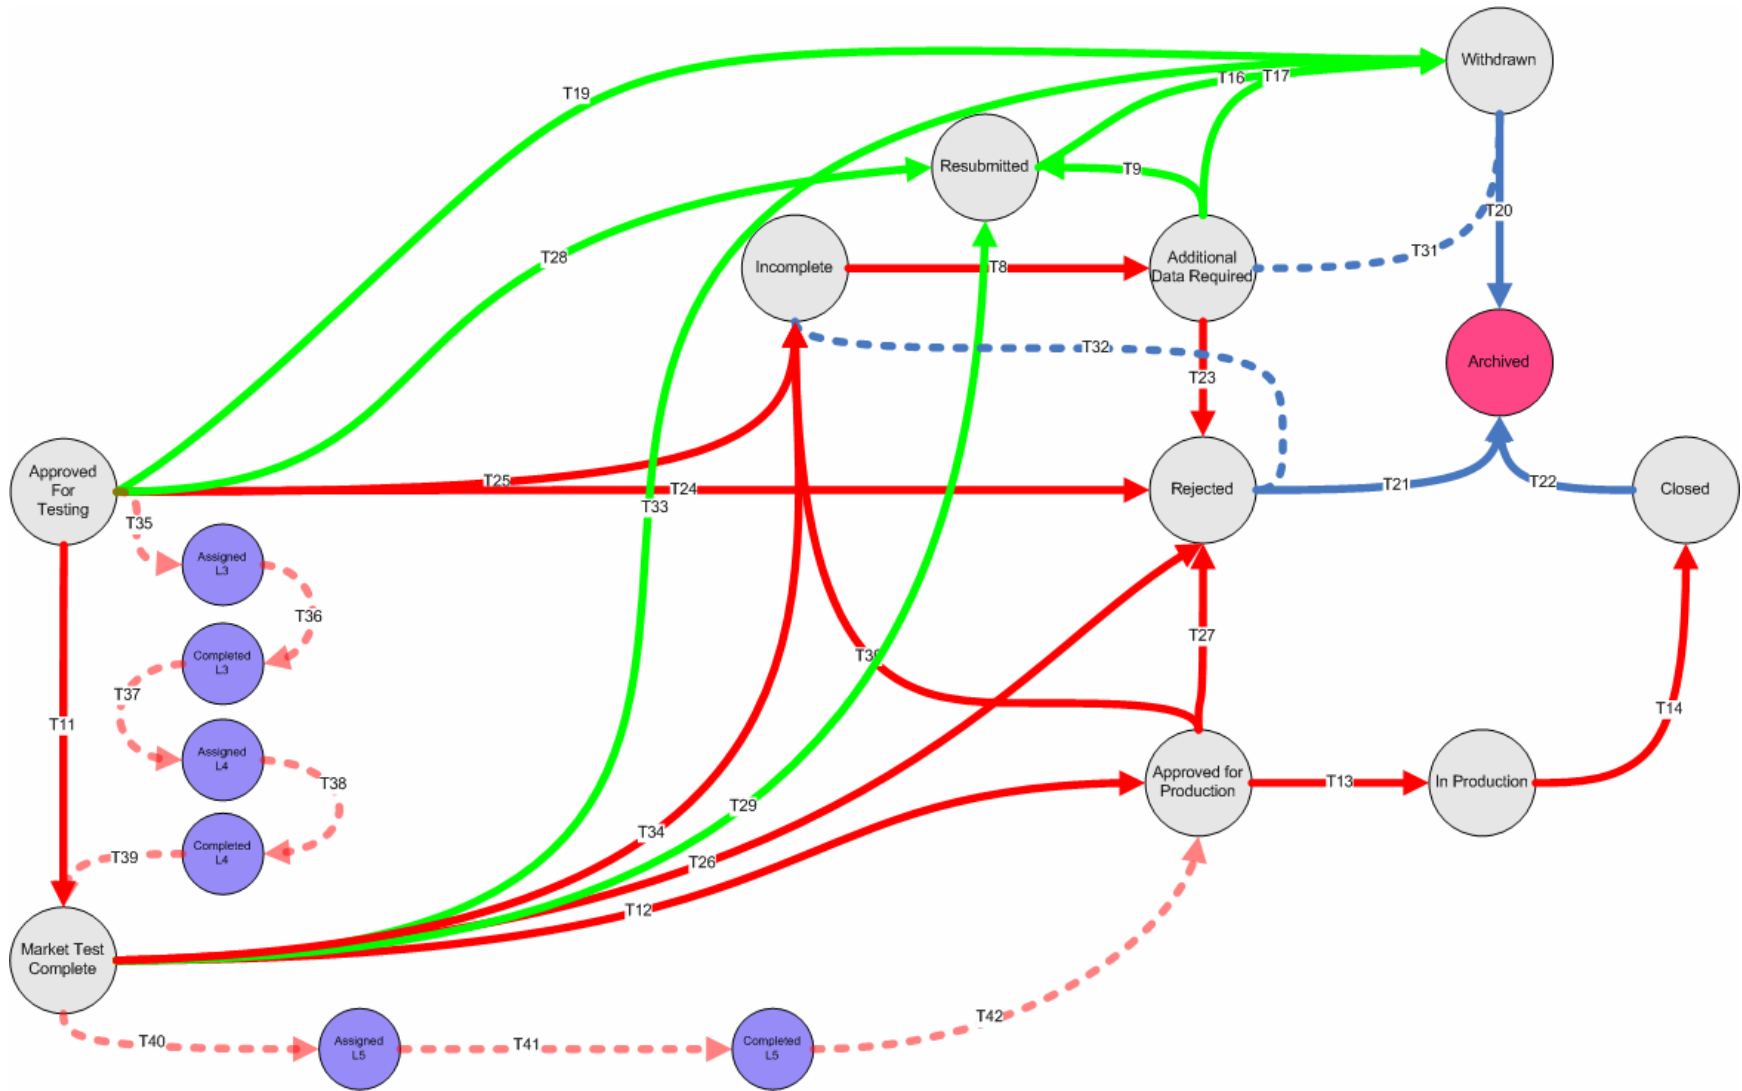 Withdrawn
T16
T17
T19
Resubmitted
T9
T20
T28
T31
Incomplete
T8
Additional
Data Required
T32
Archived
T23
Approved
For
Testing
T25
T24
Rejected
T21
T22
Closed
T33
T35
Assigned
L3
T36
T27
Completed
L3
T37
T11
T14
Assigned
L4
T38
Approved for
Production
T13
In Production
T29
T34
Completed
L4
T39
T26
T12
Market Test
Complete
T40
Assigned
L5
T41
Completed
L5
T42